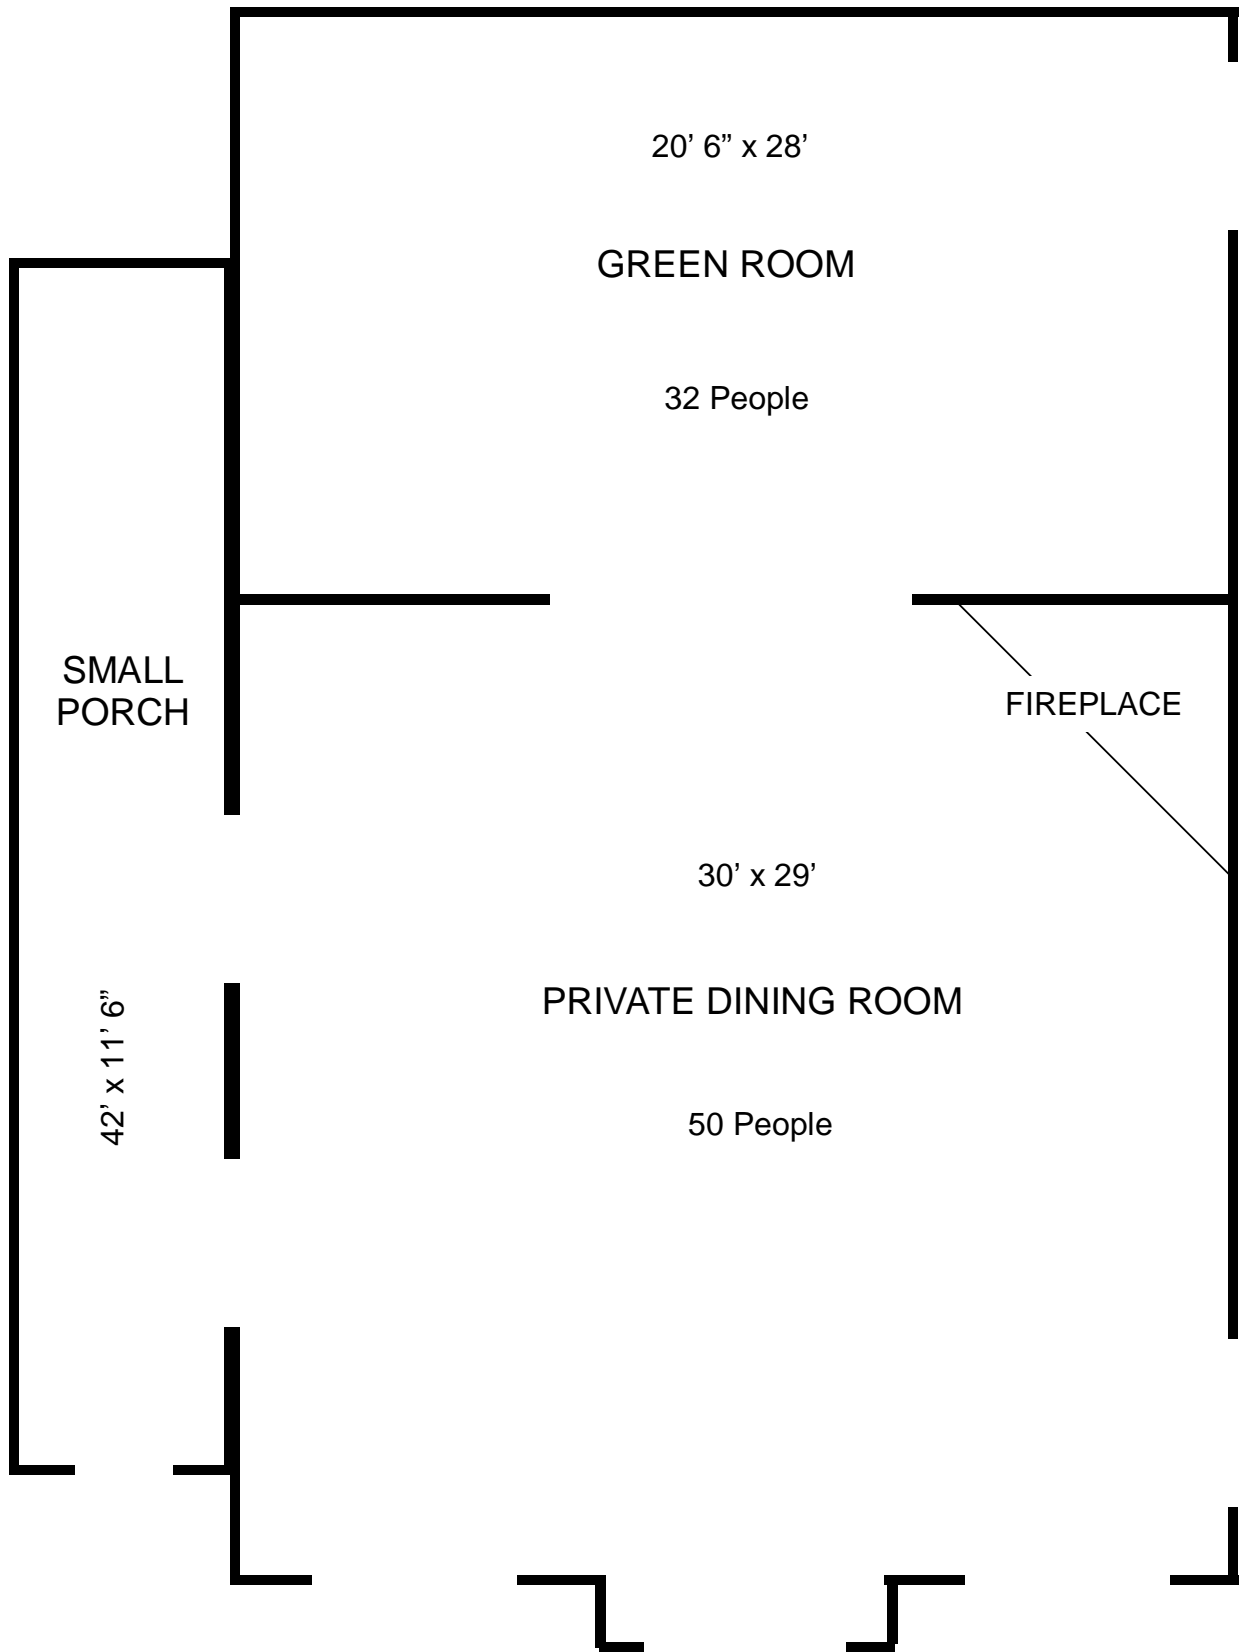 20’ 6” x 28’
GREEN ROOM
32 People
SMALL
PORCH
42’ x 11’ 6”
FIREPLACE
30’ x 29’
PRIVATE DINING ROOM
50 People